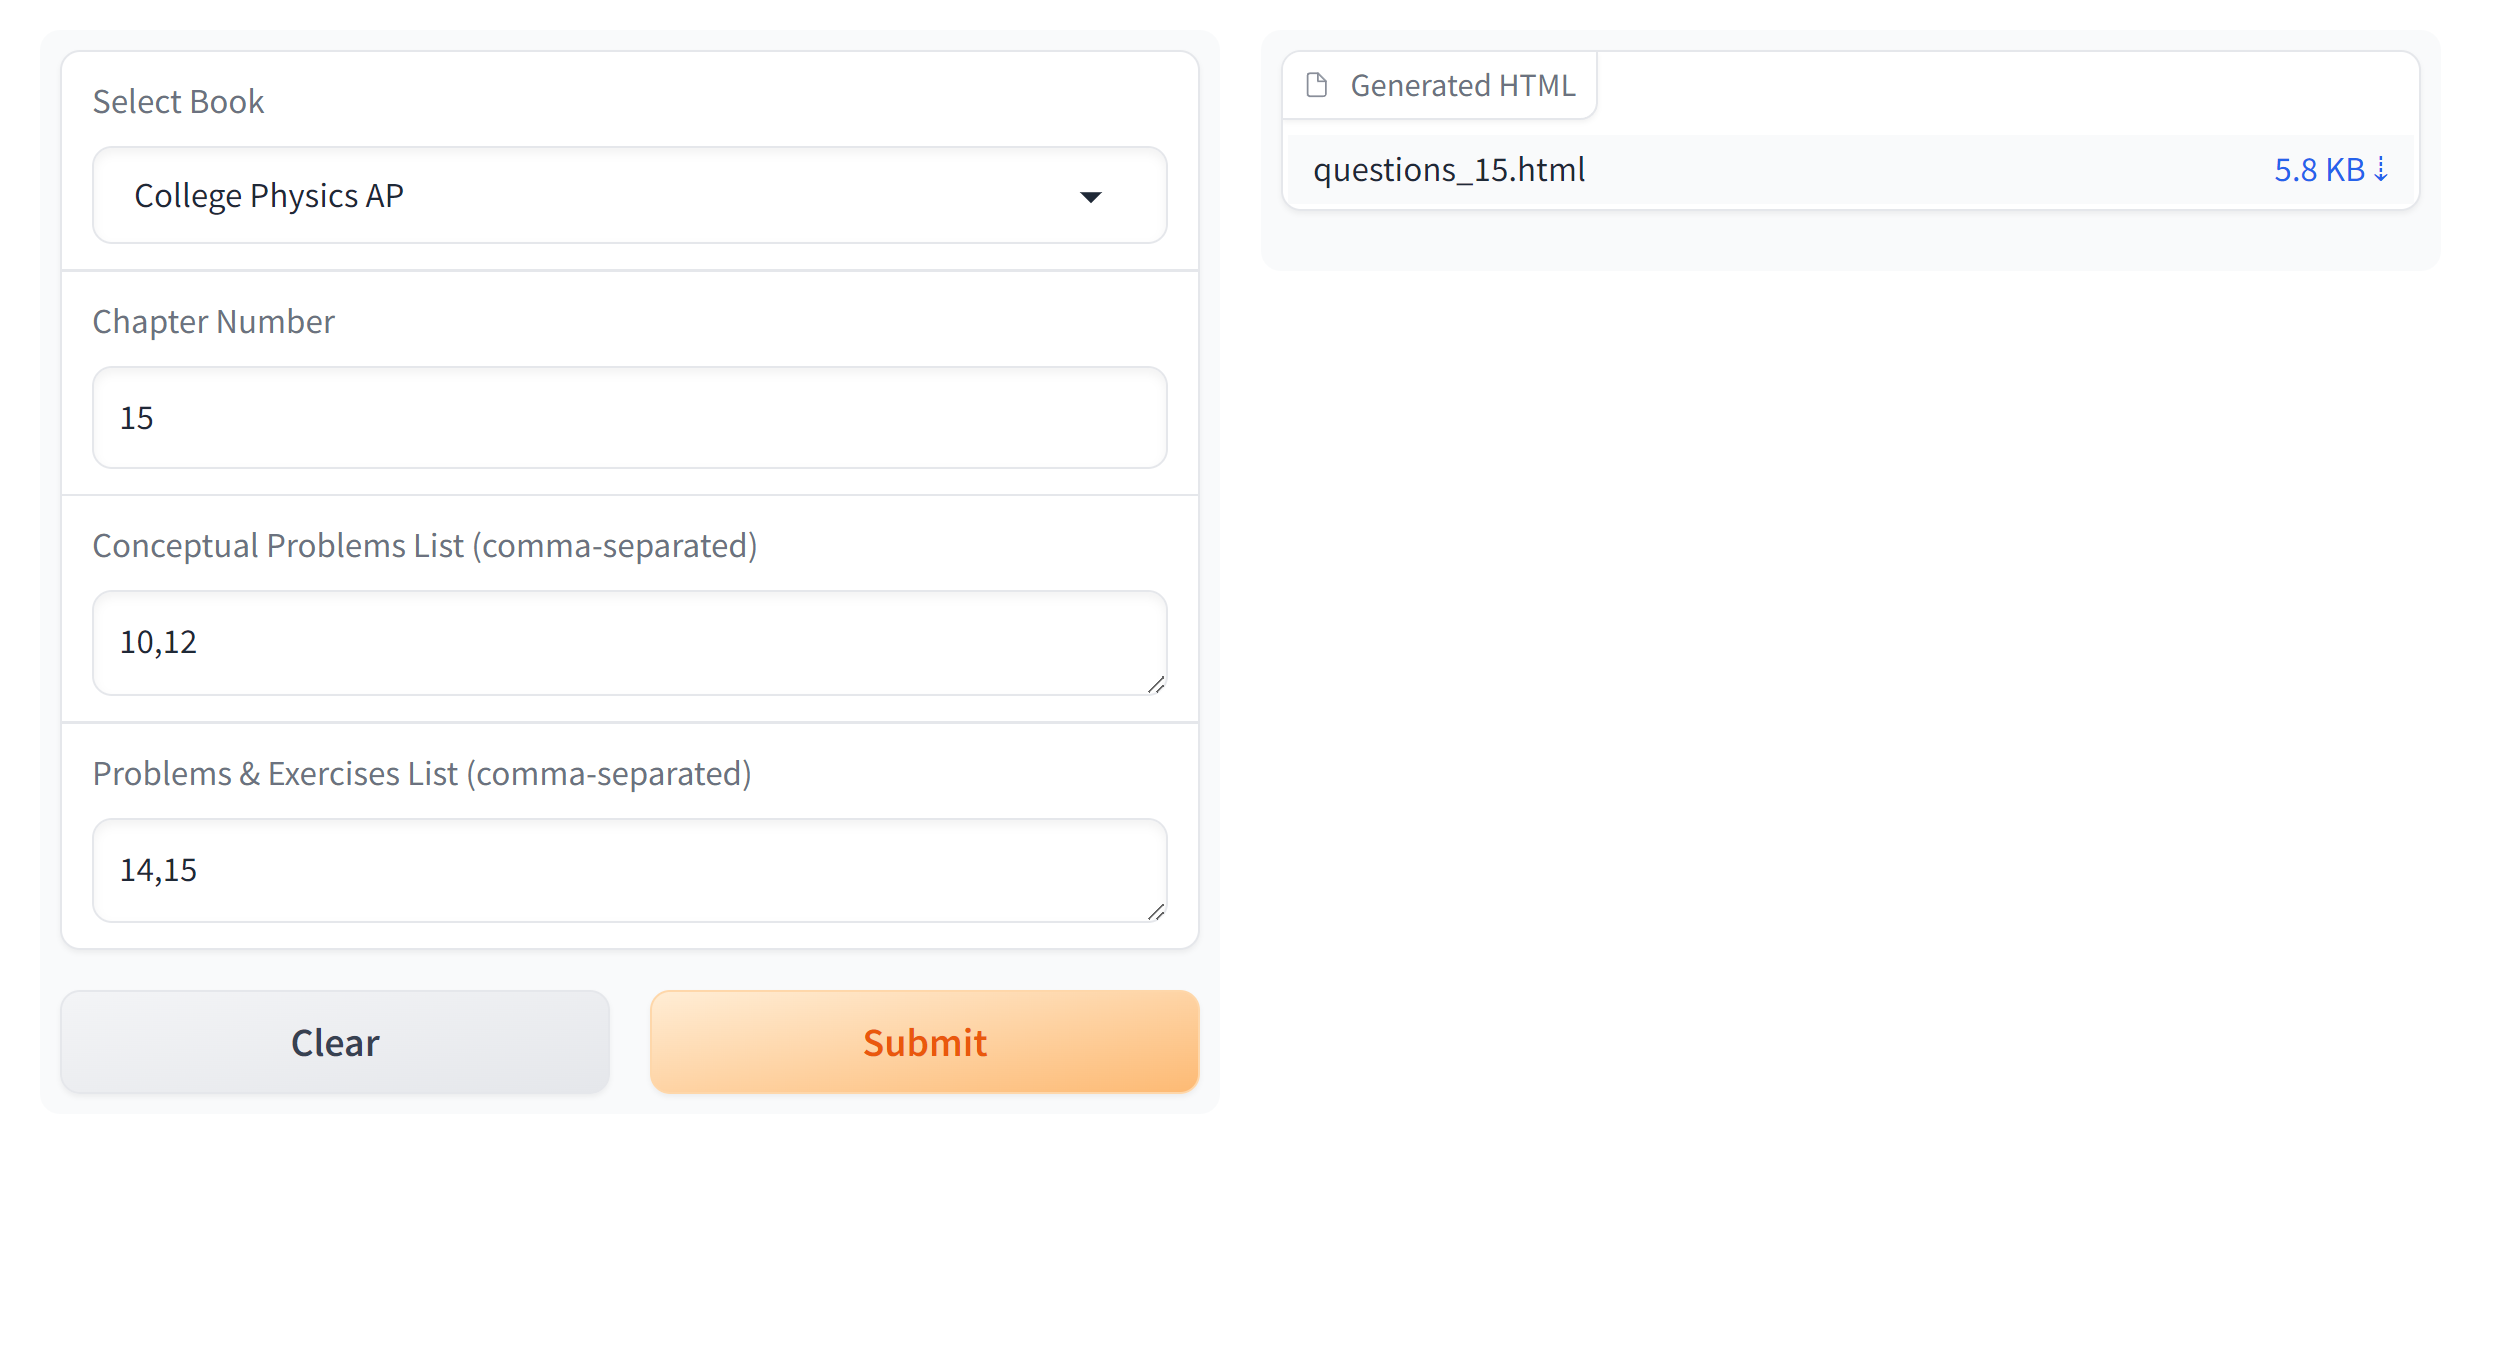 Select Book
College Physics AP
Chapter Number
15
Conceptual Problems List (comma-separated)
10,12
Problems & Exercises List (comma-separated)
14,15
Clear
Submit
Generated HTML
questions_15.html
5.8 KB ⇣